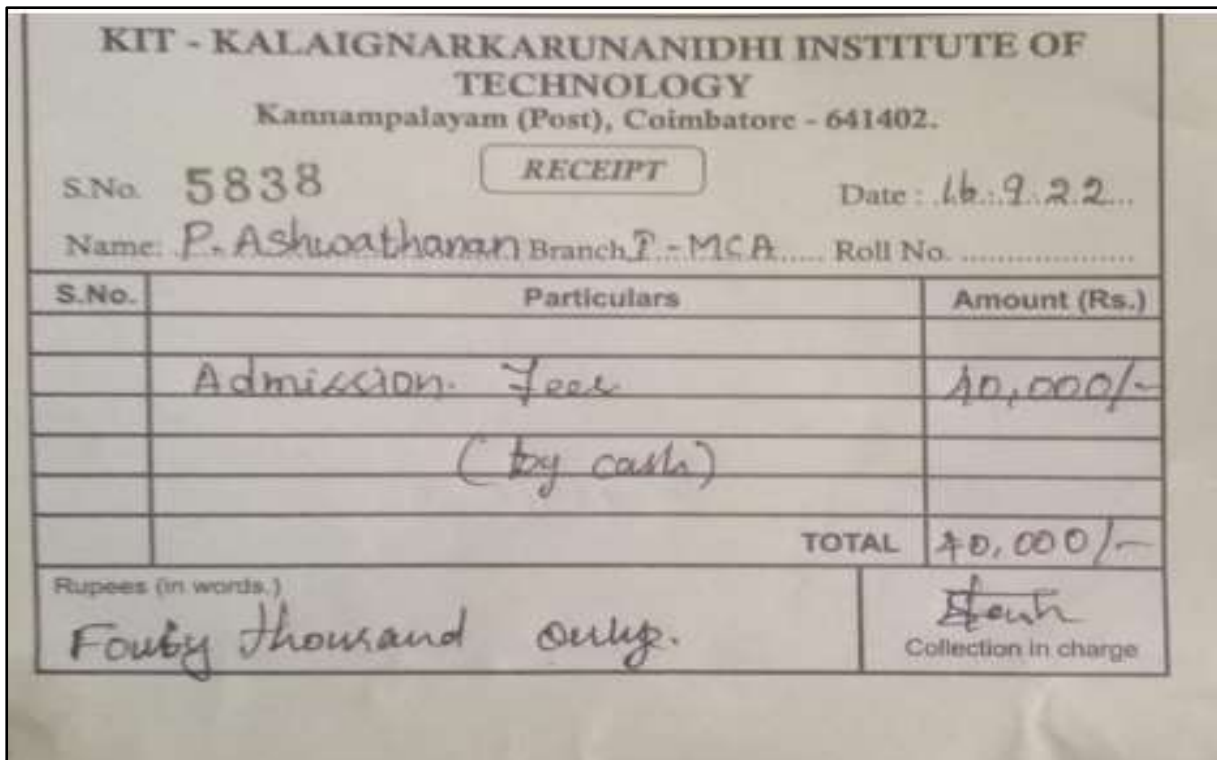 KIT - KALAIGNARKARUNANIDHI INSTITUTE OF
TECHNOLOGY
Kannampalayam (Post), Coimbatore - 641402.
RECEIPT
S.No. 5838 Date : 16.9.22
Name: P. Ashwathaman Branch I - MCA Roll No.
S.No. Particulars Amount (Rs.)
Admission Fees 40,000/-
(by cash)
TOTAL 40,000/-
Rupees (in words.)
Fourty thousand only.
Collection in charge